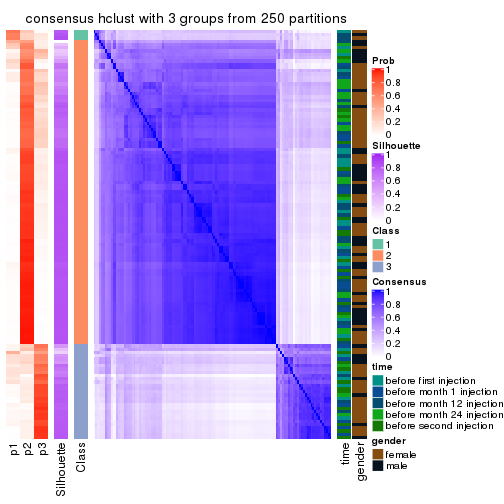 consensus hclust with 3 groups from 250 partitions
Prob
1
0.8
0.6
0.4
0.2
0
Silhouette
1
0.8
0.6
0.4
0.2
0
Class
1
2
3
Consensus
1
0.8
0.6
0.4
0.2
0
time
before first injection
before month 1 injection
before month 12 injection
before month 24 injection
before second injection
gender
female
male
p1
p2
p3
Silhouette
Class
time
gender